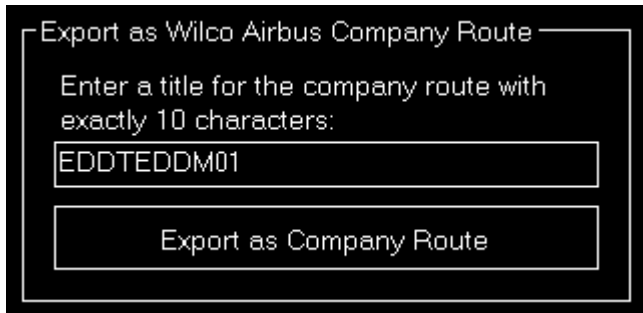 Export as Wilco Airbus Company Route
Enter a title for the company route with
exactly 10 characters:
EDDTEDDM01
Export as Company Route